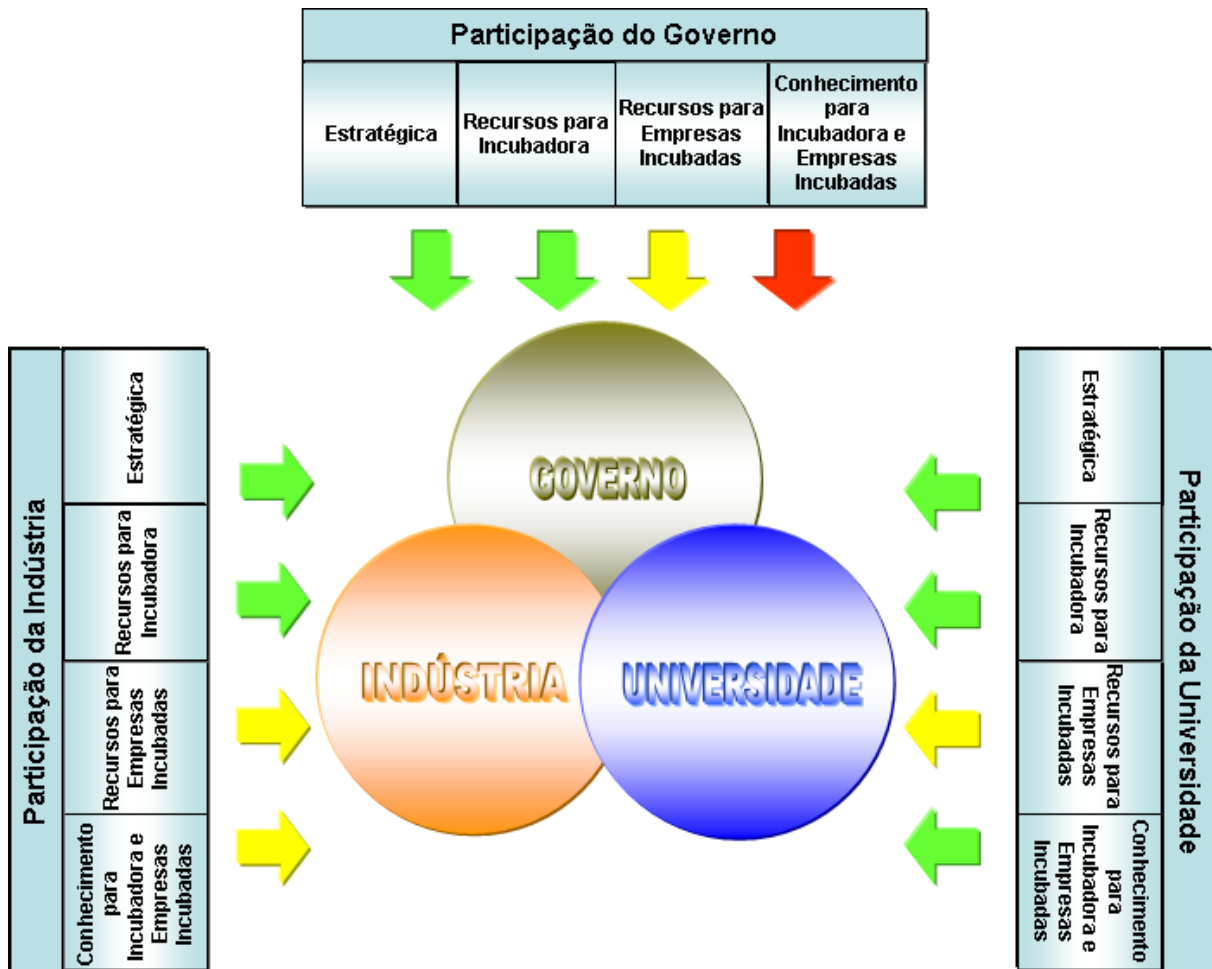 Participação do Governo
Estratégica
Recursos para
Incubadora
Recursos para
Empresas
Incubadas
Conhecimento
para
Incubadora e
Empresas
Incubadas
Participação da Indústria
Estratégica
Recursos para
Incubadora
Recursos para
Empresas
Incubadas
Conhecimento
para
Incubadora e
Empresas
Incubadas
GOVERNO
INDÚSTRIA
UNIVERSIDADE
Participação da Universidade
Estratégica
Recursos para
Incubadora
Recursos para
Empresas
Incubadas
Conhecimento
para
Incubadora e
Empresas
Incubadas